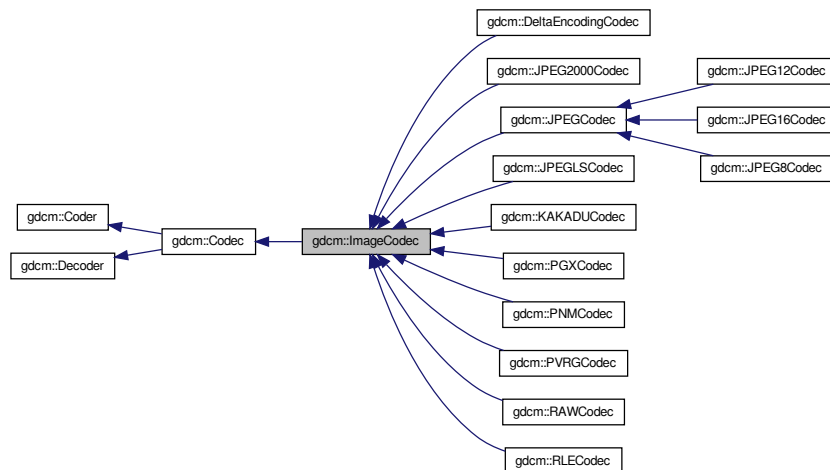 gdcm::DeltaEncodingCodec
gdcm::JPEG2000Codec
gdcm::JPEG12Codec
gdcm::JPEGCodec
gdcm::JPEG16Codec
gdcm::JPEGLSCodec
gdcm::JPEG8Codec
gdcm::Coder
gdcm::KAKADUCodec
gdcm::Codec
gdcm::ImageCodec
gdcm::Decoder
gdcm::PGXCodec
gdcm::PNMCodec
gdcm::PVRGCodec
gdcm::RAWCodec
gdcm::RLECodec